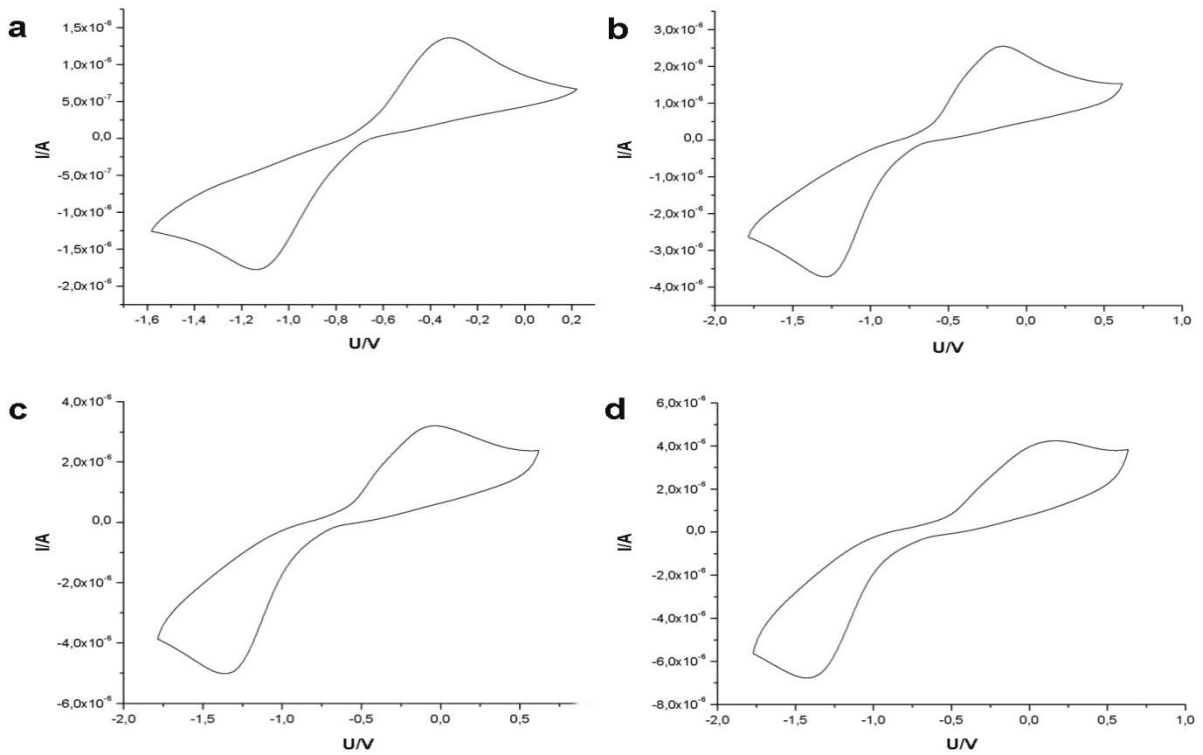 a
I/A
1,5x10⁻⁶
1,0x10⁻⁶
5,0x10⁻⁷
0,0
-5,0x10⁻⁷
-1,0x10⁻⁶
-1,5x10⁻⁶
-2,0x10⁻⁶
-1,6 -1,4 -1,2 -1,0 -0,8 -0,6 -0,4 -0,2 0,0 0,2
U/V
b
I/A
3,0x10⁻⁶
2,0x10⁻⁶
1,0x10⁻⁶
0,0
-1,0x10⁻⁶
-2,0x10⁻⁶
-3,0x10⁻⁶
-4,0x10⁻⁶
-2,0 -1,5 -1,0 -0,5 0,0 0,5 1,0
U/V
c
I/A
4,0x10⁻⁶
2,0x10⁻⁶
0,0
-2,0x10⁻⁶
-4,0x10⁻⁶
-6,0x10⁻⁶
-2,0 -1,5 -1,0 -0,5 0,0 0,5
U/V
d
I/A
6,0x10⁻⁶
4,0x10⁻⁶
2,0x10⁻⁶
0,0
-2,0x10⁻⁶
-4,0x10⁻⁶
-6,0x10⁻⁶
-8,0x10⁻⁶
-2,0 -1,5 -1,0 -0,5 0,0 0,5 1,0
U/V